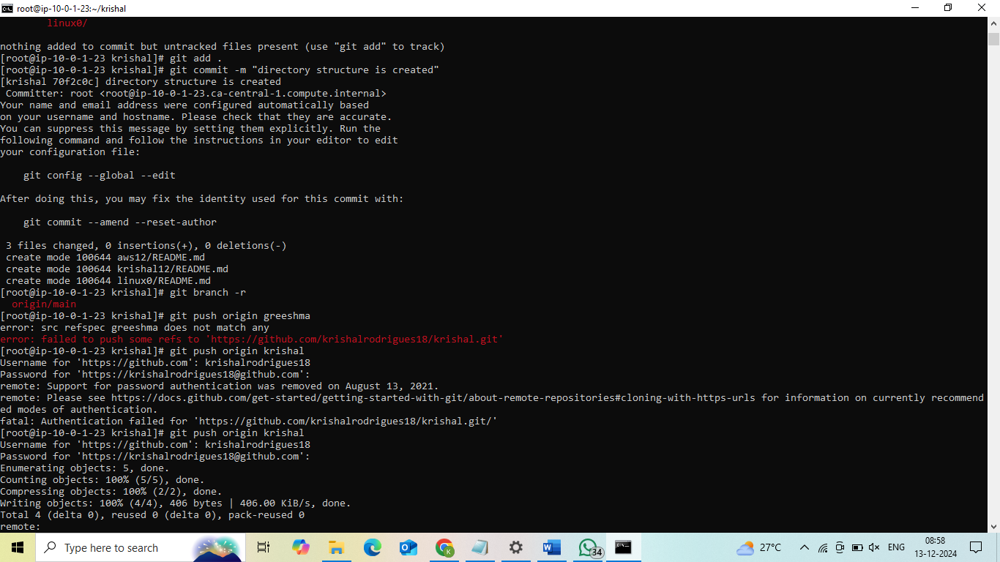 root@ip-10-0-1-23:~/krishal
linux0/
nothing added to commit but untracked files present (use "git add" to track)
[root@ip-10-0-1-23 krishal]# git add .
[root@ip-10-0-1-23 krishal]# git commit -m "directory structure is created"
[krishal 70f2c0c] directory structure is created
 Committer: root <root@ip-10-0-1-23.ca-central-1.compute.internal>
Your name and email address were configured automatically based
on your username and hostname. Please check that they are accurate.
You can suppress this message by setting them explicitly. Run the
following command and follow the instructions in your editor to edit
your configuration file:
    git config --global --edit
After doing this, you may fix the identity used for this commit with:
    git commit --amend --reset-author
 3 files changed, 0 insertions(+), 0 deletions(-)
 create mode 100644 aws12/README.md
 create mode 100644 krishal12/README.md
 create mode 100644 linux0/README.md
[root@ip-10-0-1-23 krishal]# git branch -r
  origin/main
[root@ip-10-0-1-23 krishal]# git push origin greeshma
error: src refspec greeshma does not match any
error: failed to push some refs to 'https://github.com/krishalrodrigues18/krishal.git'
[root@ip-10-0-1-23 krishal]# git push origin krishal
Username for 'https://github.com': krishalrodrigues18
Password for 'https://krishalrodrigues18@github.com':
remote: Support for password authentication was removed on August 13, 2021.
remote: Please see https://docs.github.com/get-started/getting-started-with-git/about-remote-repositories#cloning-with-https-urls for information on currently recommend
ed modes of authentication.
fatal: Authentication failed for 'https://github.com/krishalrodrigues18/krishal.git/'
[root@ip-10-0-1-23 krishal]# git push origin krishal
Username for 'https://github.com': krishalrodrigues18
Password for 'https://krishalrodrigues18@github.com':
Enumerating objects: 5, done.
Counting objects: 100% (5/5), done.
Compressing objects: 100% (2/2), done.
Writing objects: 100% (4/4), 406 bytes | 406.00 KiB/s, done.
Total 4 (delta 0), reused 0 (delta 0), pack-reused 0
remote:
Type here to search
34
27°C
ENG
08:58
13-12-2024